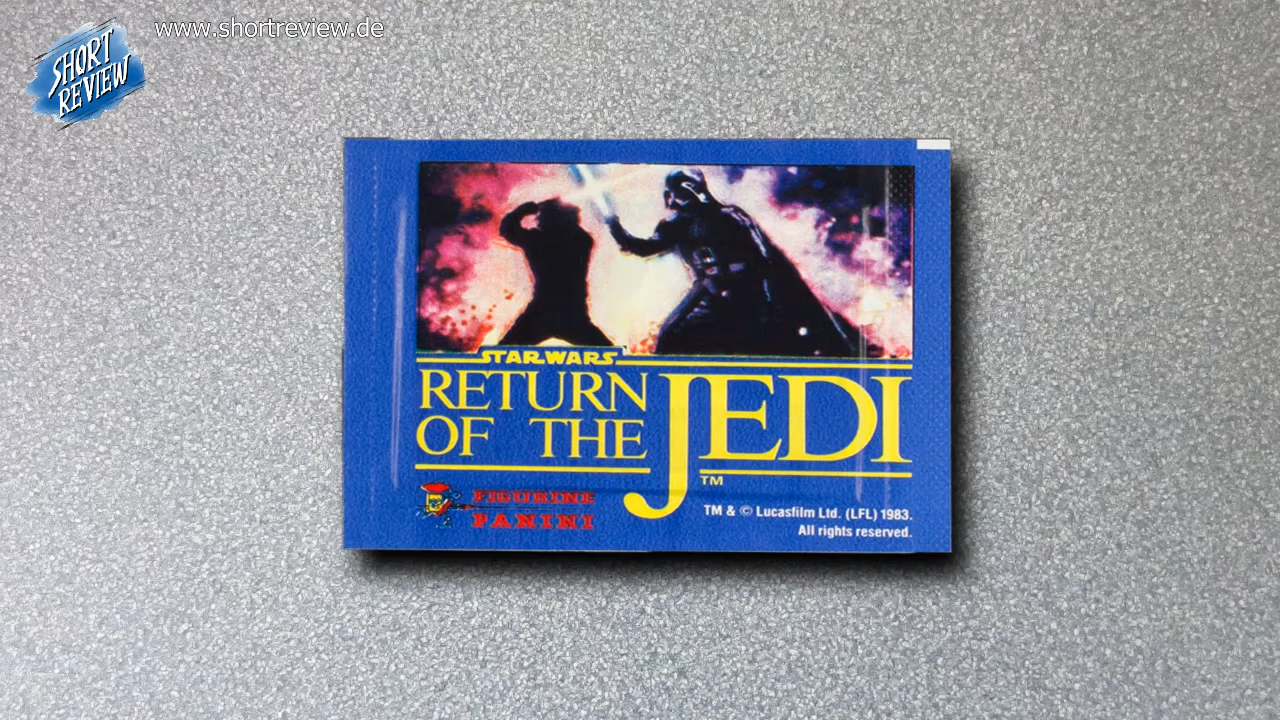 www.shortreview.de
SHORT
REVIEW
STAR WARS
RETURN
OF THE
JEDI
TM
FIGURINE
PANINI
TM & © Lucasfilm Ltd. (LFL) 1983.
All rights reserved.